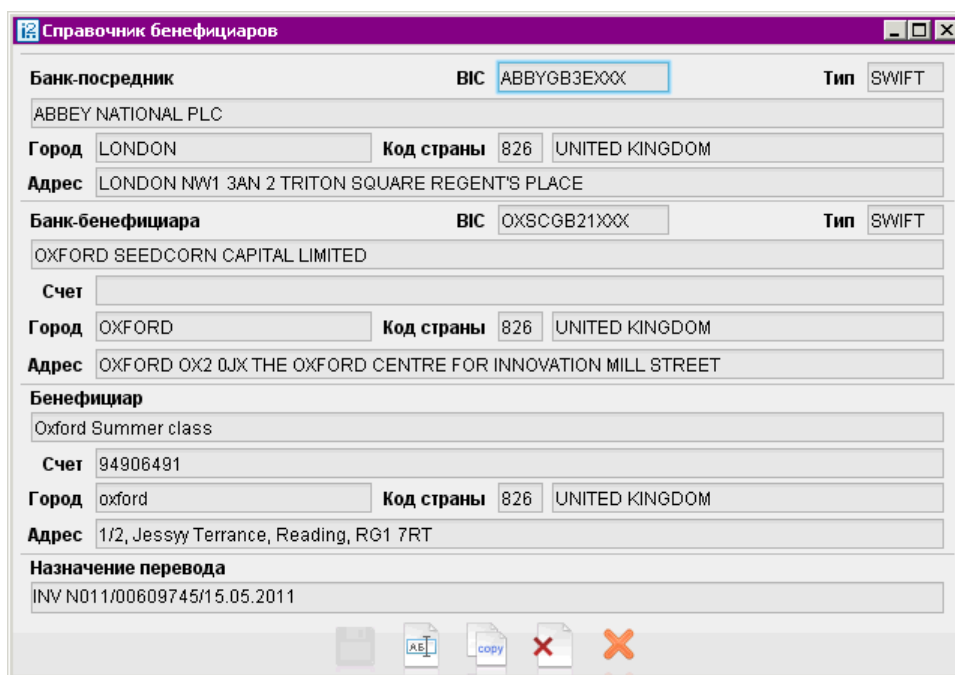 Справочник бенефициаров
Банк-посредник BIC ABBYGB3EXXX Тип SWIFT
ABBEY NATIONAL PLC
Город LONDON Код страны 826 UNITED KINGDOM
Адрес LONDON NW1 3AN 2 TRITON SQUARE REGENT'S PLACE
Банк-бенефициара BIC OXSCGB21XXX Тип SWIFT
OXFORD SEEDCORN CAPITAL LIMITED
Счет
Город OXFORD Код страны 826 UNITED KINGDOM
Адрес OXFORD OX2 0JX THE OXFORD CENTRE FOR INNOVATION MILL STREET
Бенефициар
Oxford Summer class
Счет 94906491
Город oxford Код страны 826 UNITED KINGDOM
Адрес 1/2, Jessyy Terrance, Reading, RG1 7RT
Назначение перевода
INV N011/00609745/15.05.2011
АБ copy